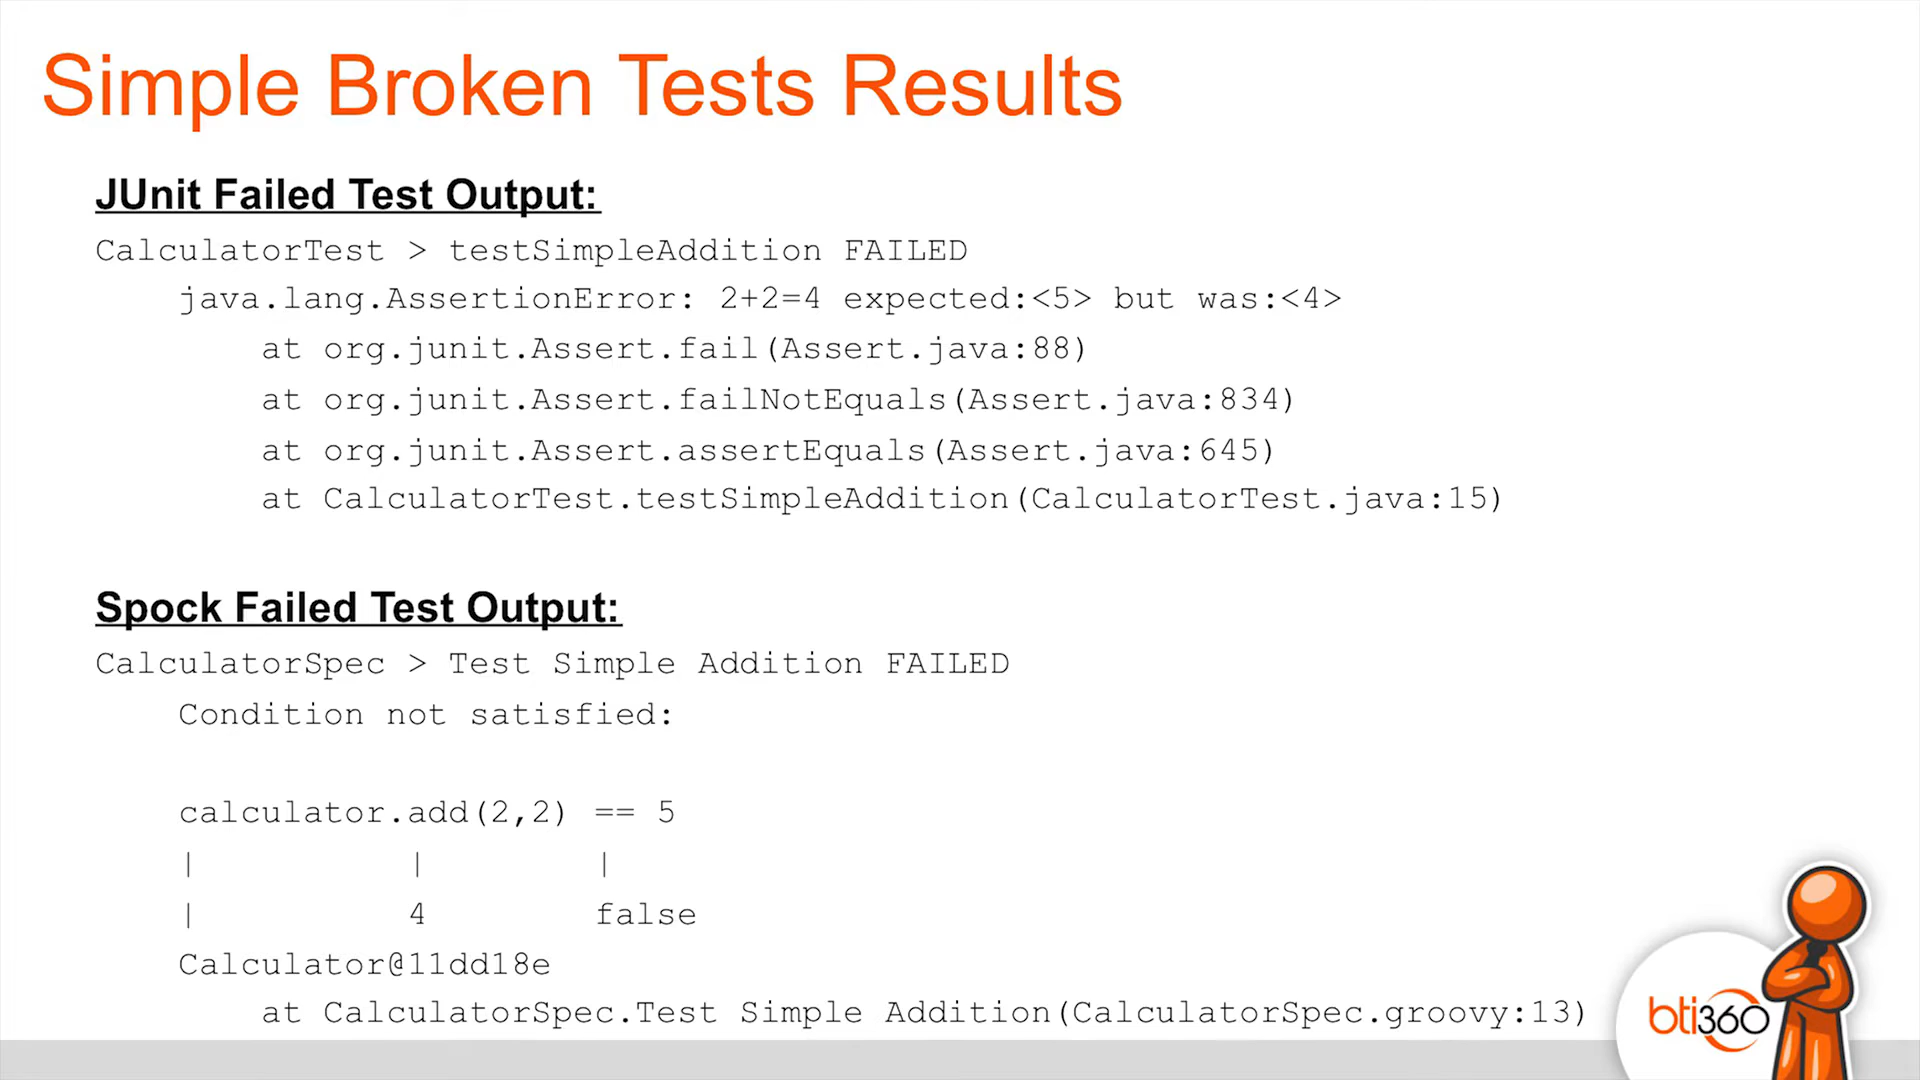 Simple Broken Tests Results
JUnit Failed Test Output:
CalculatorTest > testSimpleAddition FAILED
java.lang.AssertionError: 2+2=4 expected:<5> but was:<4>
at org.junit.Assert.fail(Assert.java:88)
at org.junit.Assert.failNotEquals(Assert.java:834)
at org.junit.Assert.assertEquals(Assert.java:645)
at CalculatorTest.testSimpleAddition(CalculatorTest.java:15)
Spock Failed Test Output:
CalculatorSpec > Test Simple Addition FAILED
Condition not satisfied:
calculator.add(2,2) == 5
|          |        |
|          4        false
Calculator@11dd18e
at CalculatorSpec.Test Simple Addition(CalculatorSpec.groovy:13)
bti360